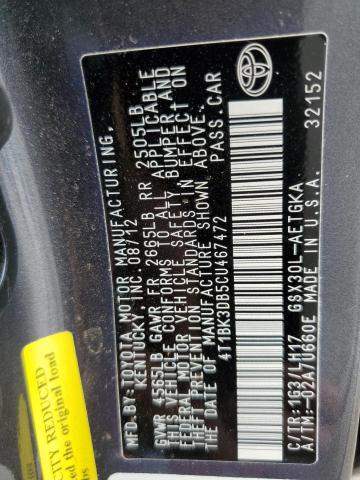 MFD. BY: TOYOTA MOTOR MANUFACTURING,
KENTUCKY, INC. 08/12
GVWR 4565LB GAWR FR 2665LB RR 2505LB
THIS VEHICLE CONFORMS TO ALL APPLICABLE
FEDERAL MOTOR VEHICLE SAFETY, BUMPER, AND
THEFT PREVENTION STANDARDS IN EFFECT ON
THE DATE OF MANUFACTURE SHOWN ABOVE.
4T1BK3DB5CU467472 PASS. CAR
C/TR: 1G3/LH17 GSX30L-AETGKA
A/TM: -02A/U660E MADE IN U.S.A.
32152
CITY REDUCED
of the original load